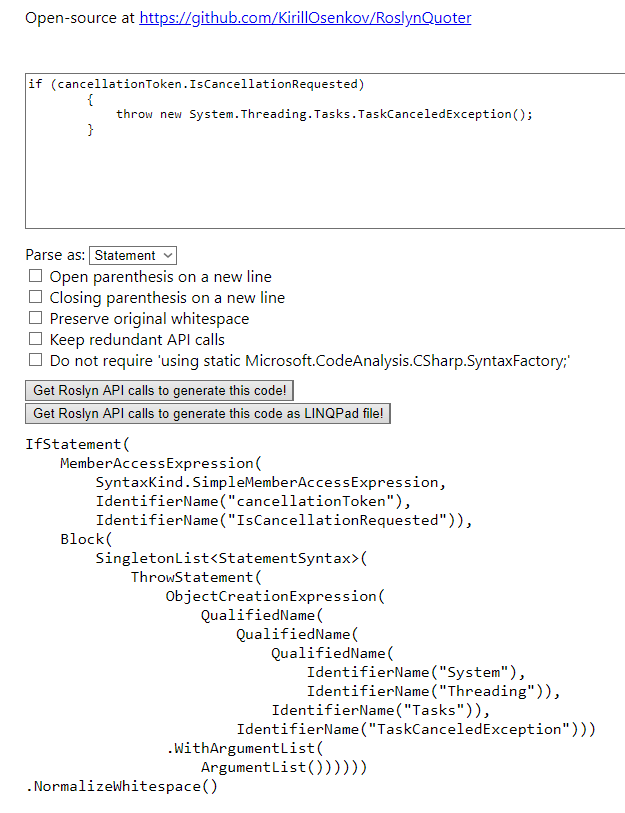 Open-source at https://github.com/KirillOsenkov/RoslynQuoter
if (cancellationToken.IsCancellationRequested)
        {
            throw new System.Threading.Tasks.TaskCanceledException();
        }
Parse as: Statement
Open parenthesis on a new line
Closing parenthesis on a new line
Preserve original whitespace
Keep redundant API calls
Do not require 'using static Microsoft.CodeAnalysis.CSharp.SyntaxFactory;'
Get Roslyn API calls to generate this code!
Get Roslyn API calls to generate this code as LINQPad file!
IfStatement(
    MemberAccessExpression(
        SyntaxKind.SimpleMemberAccessExpression,
        IdentifierName("cancellationToken"),
        IdentifierName("IsCancellationRequested")),
    Block(
        SingletonList<StatementSyntax>(
            ThrowStatement(
                ObjectCreationExpression(
                    QualifiedName(
                        QualifiedName(
                            QualifiedName(
                                IdentifierName("System"),
                                IdentifierName("Threading")),
                            IdentifierName("Tasks")),
                        IdentifierName("TaskCanceledException")))
                .WithArgumentList(
                    ArgumentList())))))
.NormalizeWhitespace()